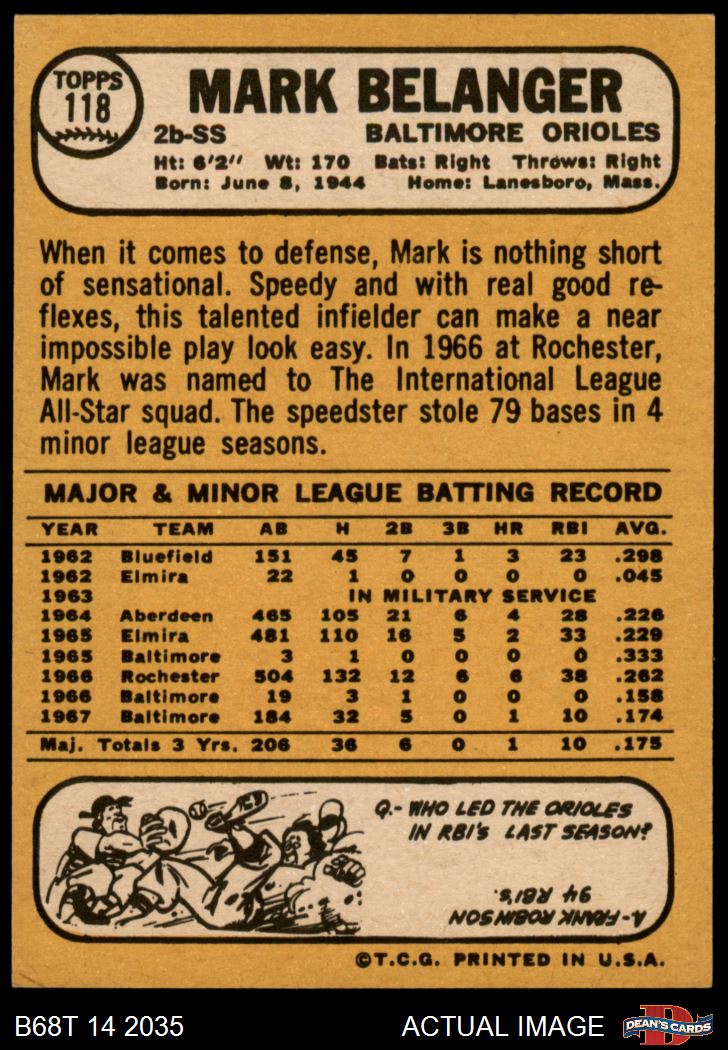 TOPPS
118
MARK BELANGER
2b-SS BALTIMORE ORIOLES
Ht: 6'2" Wt: 170 Bats: Right Throws: Right
Born: June 8, 1944 Home: Lanesboro, Mass.
When it comes to defense, Mark is nothing short
of sensational. Speedy and with real good re-
flexes, this talented infielder can make a near
impossible play look easy. In 1966 at Rochester,
Mark was named to The International League
All-Star squad. The speedster stole 79 bases in 4
minor league seasons.
MAJOR & MINOR LEAGUE BATTING RECORD
YEAR TEAM AB H 2B 3B HR RBI AVG.
1962 Bluefield 151 45 7 1 3 23 .298
1962 Elmira 22 1 0 0 0 0 .045
1963 IN MILITARY SERVICE
1964 Aberdeen 465 105 21 6 4 28 .226
1965 Elmira 481 110 16 5 2 33 .229
1965 Baltimore 3 1 0 0 0 0 .333
1966 Rochester 504 132 12 6 6 38 .262
1966 Baltimore 19 3 1 0 0 0 .158
1967 Baltimore 184 32 5 0 1 10 .174
Maj. Totals 3 Yrs. 206 36 6 0 1 10 .175
Q.- WHO LED THE ORIOLES
IN RBI'S LAST SEASON?
A- FRANK ROBINSON
94 RBI'S.
©T.C.G. PRINTED IN U.S.A.
B68T 14 2035 ACTUAL IMAGE
DEAN'S CARDS